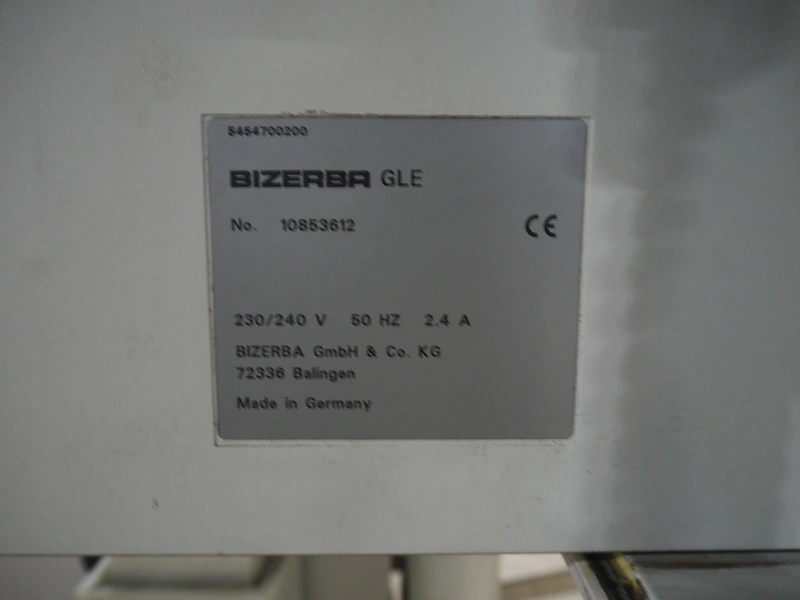 5454700200
BIZERBA GLE
No. 10853612 CE
230/240 V 50 HZ 2.4 A
BIZERBA GmbH & Co. KG
72336 Balingen
Made in Germany